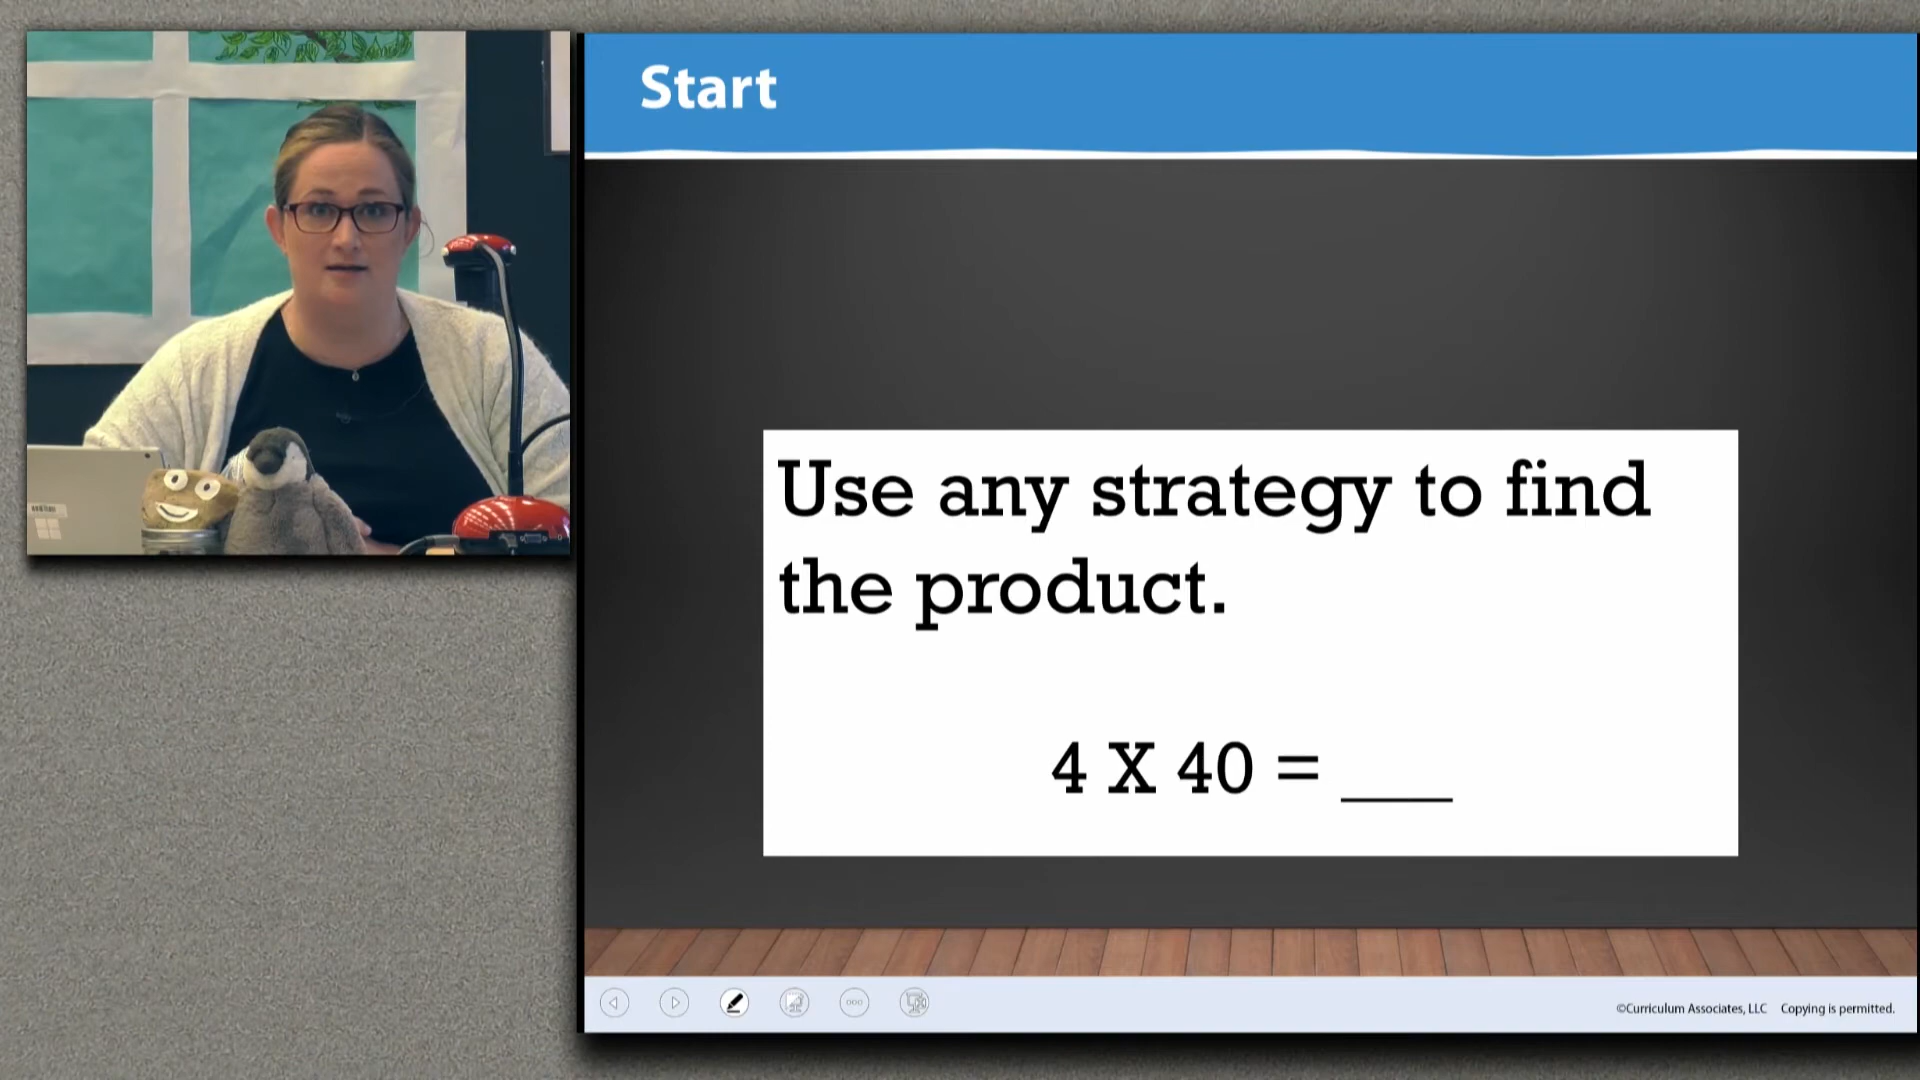 Start
Use any strategy to find
the product.
4 X 40 = ___
©Curriculum Associates, LLC Copying is permitted.